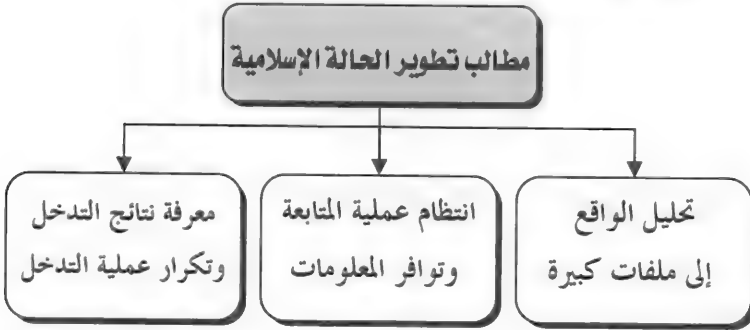 مطالب تطوير الحالة الإسلامية
تحليل الواقع
إلى ملفات كبيرة
انتظام عملية المتابعة
وتوافر المعلومات
معرفة نتائج التدخل
وتكرار عملية التدخل